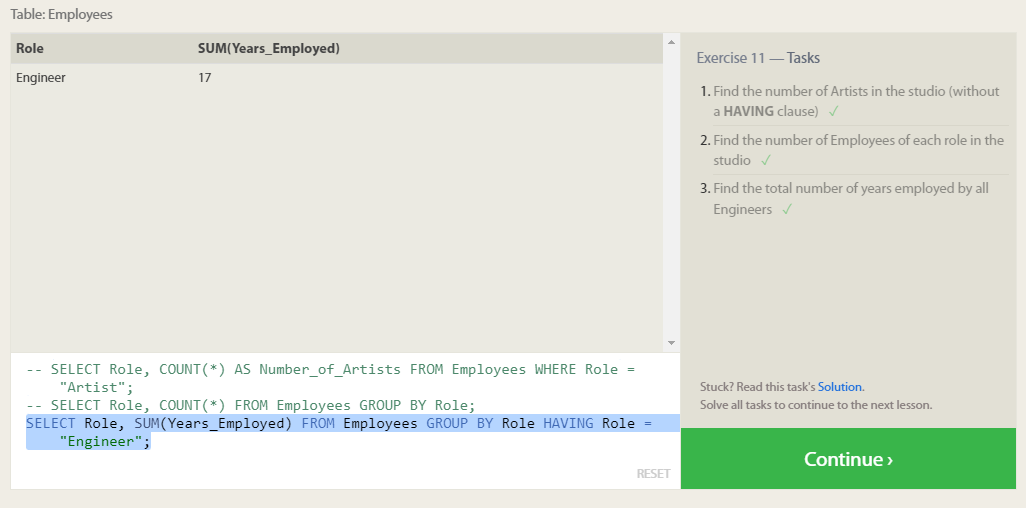 Table: Employees
Role SUM(Years_Employed)
Engineer 17
-- SELECT Role, COUNT(*) AS Number_of_Artists FROM Employees WHERE Role =
"Artist";
-- SELECT Role, COUNT(*) FROM Employees GROUP BY Role;
SELECT Role, SUM(Years_Employed) FROM Employees GROUP BY Role HAVING Role =
"Engineer";
RESET
Exercise 11 — Tasks
1. Find the number of Artists in the studio (without
a HAVING clause) ✓
2. Find the number of Employees of each role in the
studio ✓
3. Find the total number of years employed by all
Engineers ✓
Stuck? Read this task's Solution.
Solve all tasks to continue to the next lesson.
Continue ›